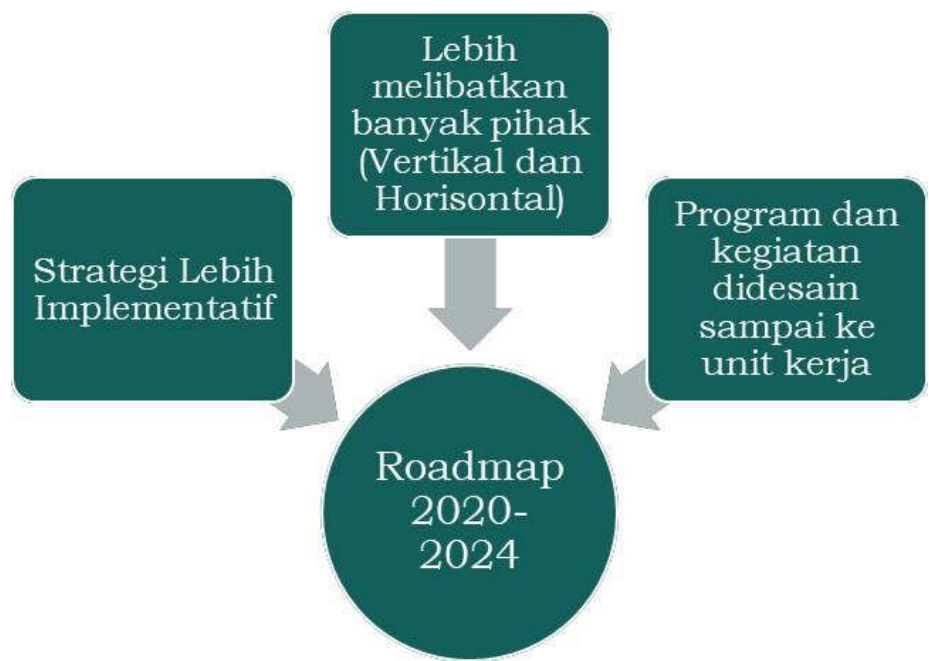 Lebih
melibatkan
banyak pihak
(Vertikal dan
Horisontal)
Strategi Lebih
Implementatif
Program dan
kegiatan
didesain
sampai ke
unit kerja
Roadmap
2020-
2024